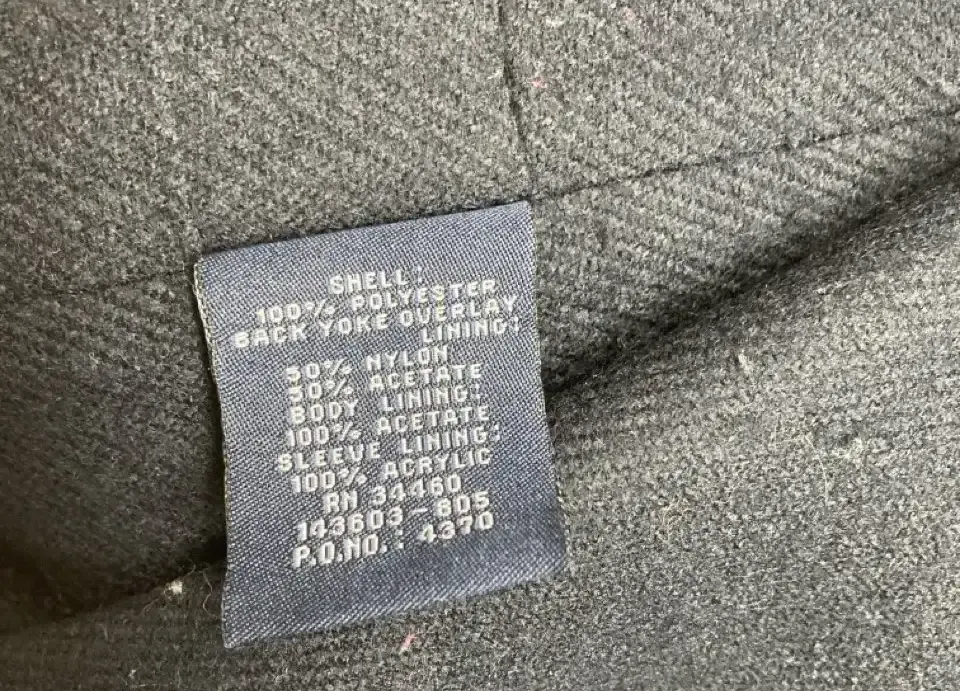 SHELL:
100% POLYESTER
BACK YOKE OVERLAY
LINING:
50% NYLON
50% ACETATE
BODY LINING:
100% ACETATE
SLEEVE LINING:
100% ACRYLIC
RN 34460
143603-805
P.O.NO.: 4370